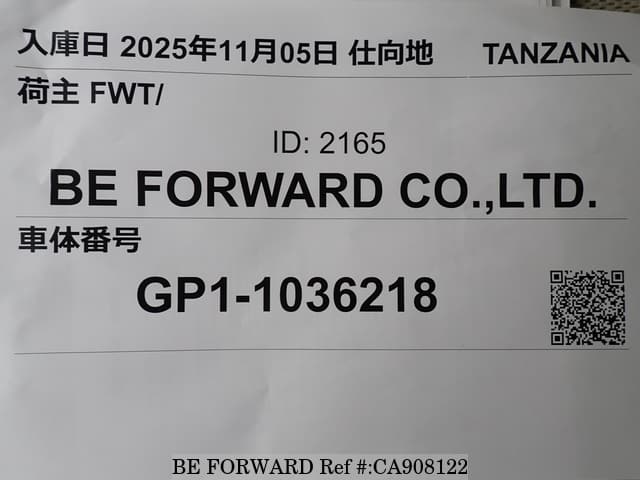 入庫日 2025年11月05日 仕向地 TANZANIA
荷主 FWT/
ID: 2165
BE FORWARD CO.,LTD.
車体番号
GP1-1036218
BE FORWARD Ref #:CA908122